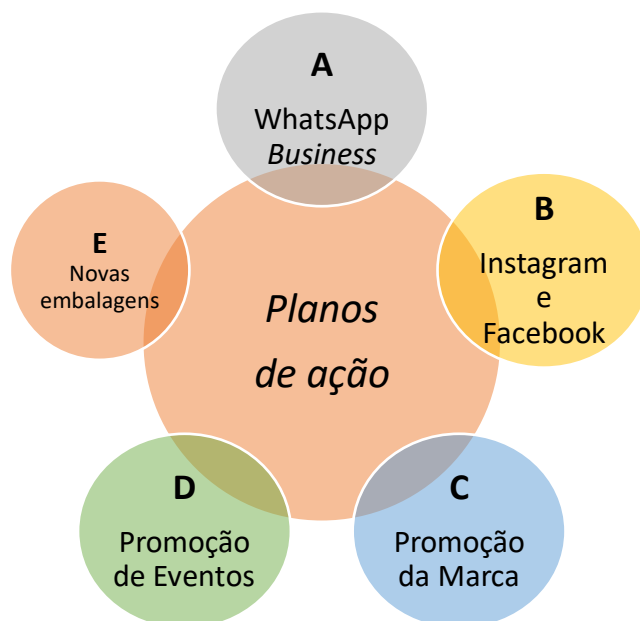 A
WhatsApp
Business
B
Instagram
e
Facebook
E
Novas
embalagens
Planos
de ação
D
Promoção
de Eventos
C
Promoção
da Marca